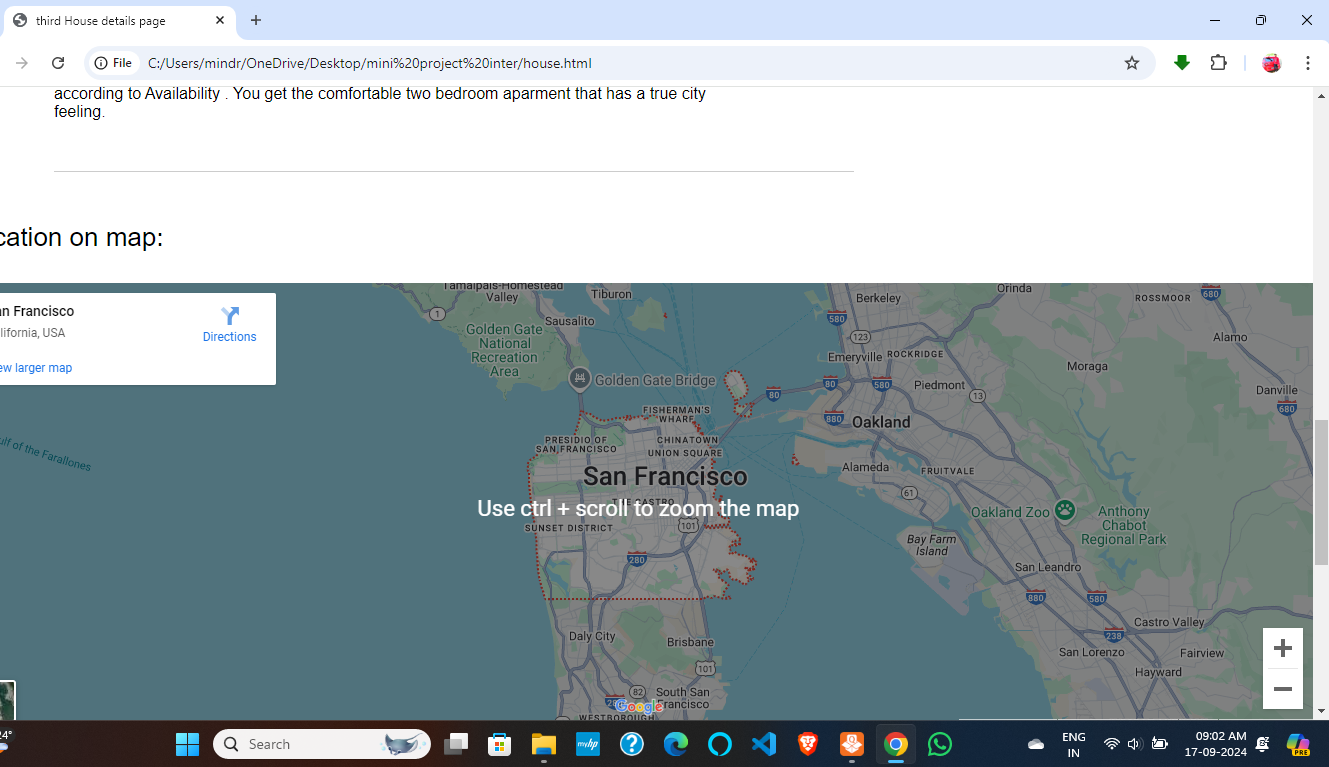 third House details page
File
C:/Users/mindr/OneDrive/Desktop/mini%20project%20inter/house.html
according to Availability . You get the comfortable two bedroom aparment that has a true city
feeling.
cation on map:
an Francisco
lifornia, USA
Directions
ew larger map
Tamalpais-Homestead
Valley
Tiburon
Sausalito
1
Golden Gate
National
Recreation
Area
Golden Gate Bridge
Berkeley
Orinda
680
ROSSMOOR
580
123
Emeryville
ROCKRIDGE
Alamo
Moraga
80
80
580
Piedmont
13
Danville
680
FISHERMAN'S
WHARF
880
Oakland
PRESIDIO OF
SAN FRANCISCO
CHINATOWN
UNION SQUARE
ulf of the Farallones
San Francisco
Alameda
FRUITVALE
THE CASTRO
Use ctrl + scroll to zoom the map
61
SUNSET DISTRICT
101
Oakland Zoo
Anthony
Chabot
Regional Park
Bay Farm
Island
280
San Leandro
880
580
Castro Valley
Daly City
Brisbane
238
San Lorenzo
Fairview
101
Hayward
82
South San
Francisco
Google
WESTBOROUGH
24°
Search
myhp
ENG
IN
09:02 AM
17-09-2024
PRE